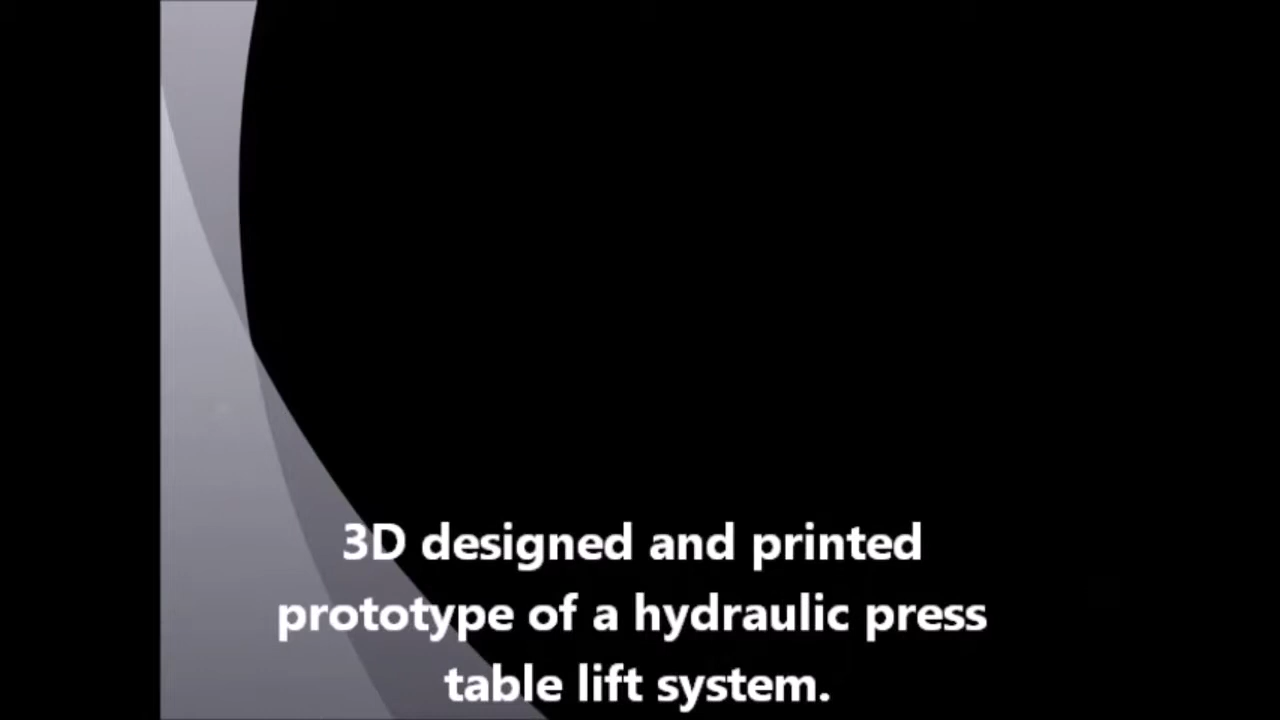 3D designed and printed
prototype of a hydraulic press
table lift system.